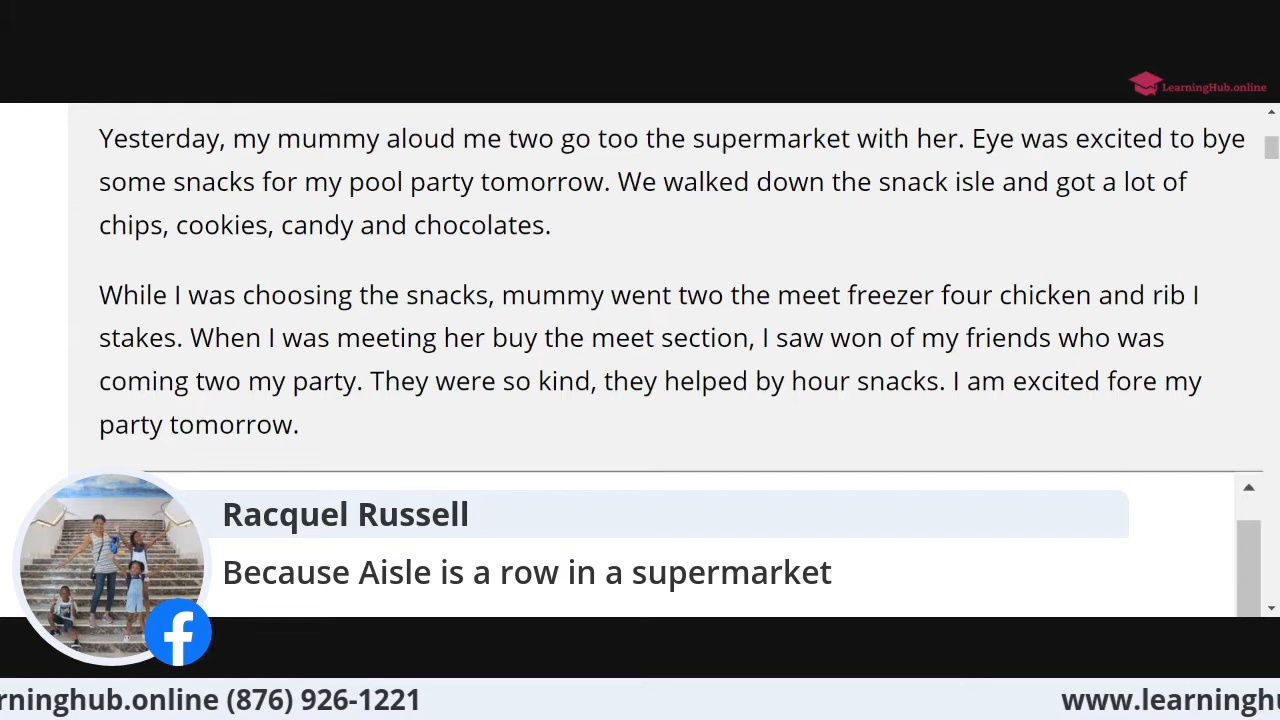 LearningHub.online
Yesterday, my mummy aloud me two go too the supermarket with her. Eye was excited to bye
some snacks for my pool party tomorrow. We walked down the snack isle and got a lot of
chips, cookies, candy and chocolates.
While I was choosing the snacks, mummy went two the meet freezer four chicken and rib I
stakes. When I was meeting her buy the meet section, I saw won of my friends who was
coming two my party. They were so kind, they helped by hour snacks. I am excited fore my
party tomorrow.
Racquel Russell
Because Aisle is a row in a supermarket
rninghub.online (876) 926-1221
www.learninghu